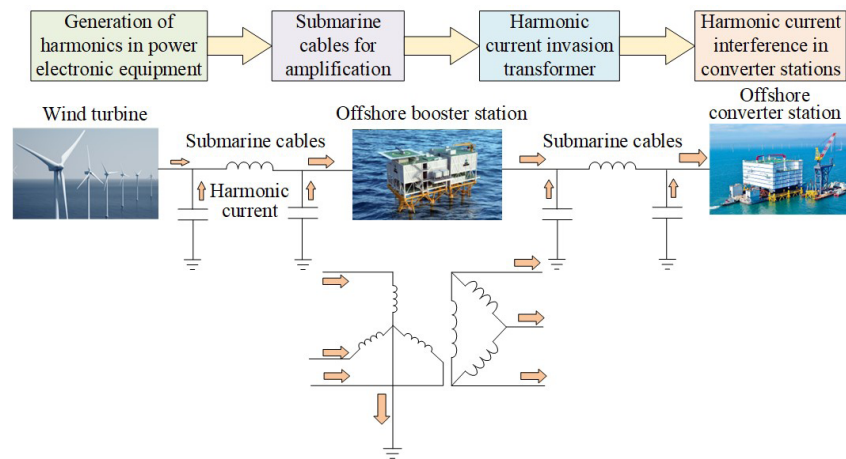 Generation of
harmonics in power
electronic equipment
Submarine
cables for
amplification
Harmonic
current invasion
transformer
Harmonic current
interference in
converter stations
Wind turbine
Submarine cables
Harmonic
current
Offshore booster station
Submarine cables
Offshore
converter station